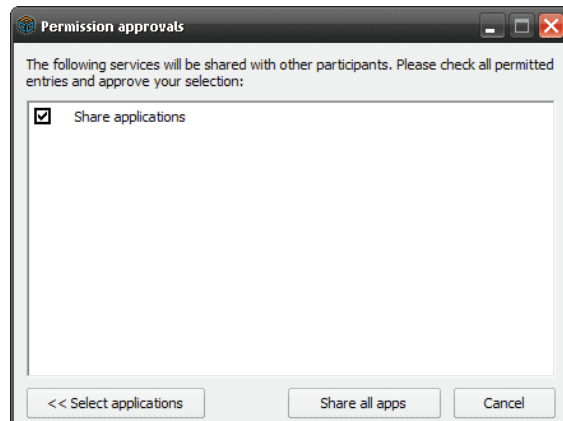 Permission approvals
The following services will be shared with other participants. Please check all permitted
entries and approve your selection:
Share applications
<< Select applications
Share all apps
Cancel